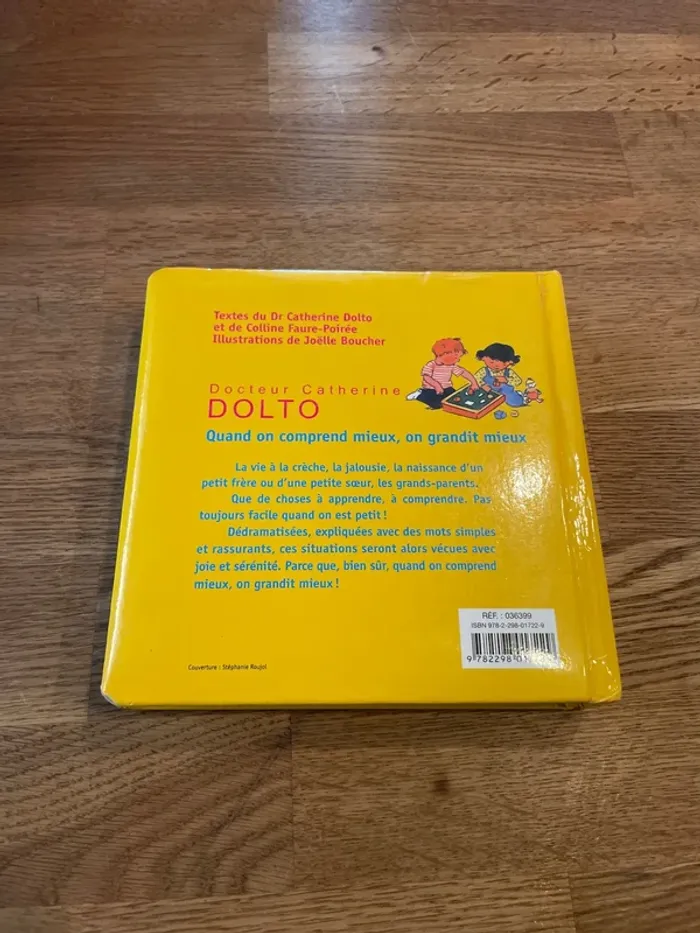 Textes du Dr Catherine Dolto
et de Colline Faure-Poirée
Illustrations de Joëlle Boucher
Docteur Catherine
DOLTO
Quand on comprend mieux, on grandit mieux
La vie à la crèche, la jalousie, la naissance d'un
petit frère ou d'une petite sœur, les grands-parents.
Que de choses à apprendre, à comprendre. Pas
toujours facile quand on est petit !
Dédramatisées, expliquées avec des mots simples
et rassurants, ces situations seront alors vécues avec
joie et sérénité. Parce que, bien sûr, quand on comprend
mieux, on grandit mieux !
RÉF. : 036399
ISBN 978-2-298-01722-9
9 782298 01
Couverture : Stéphanie Roujol